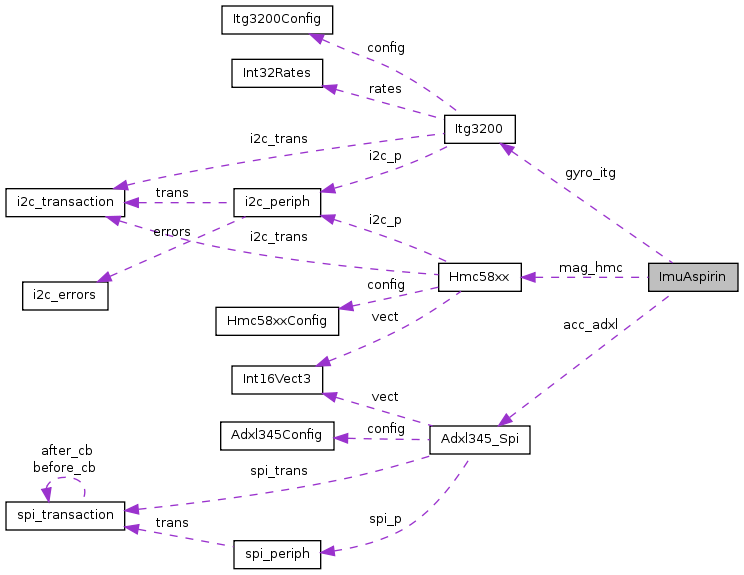 Itg3200Config
config
Int32Rates
rates
Itg3200
i2c_trans
i2c_p
gyro_itg
i2c_transaction
trans
i2c_periph
i2c_p
errors
i2c_trans
mag_hmc
Hmc58xx
ImuAspirin
i2c_errors
config
Hmc58xxConfig
vect
acc_adxl
Int16Vect3
vect
Adxl345Config
config
Adxl345_Spi
after_cb
before_cb
spi_trans
spi_transaction
trans
spi_p
spi_periph